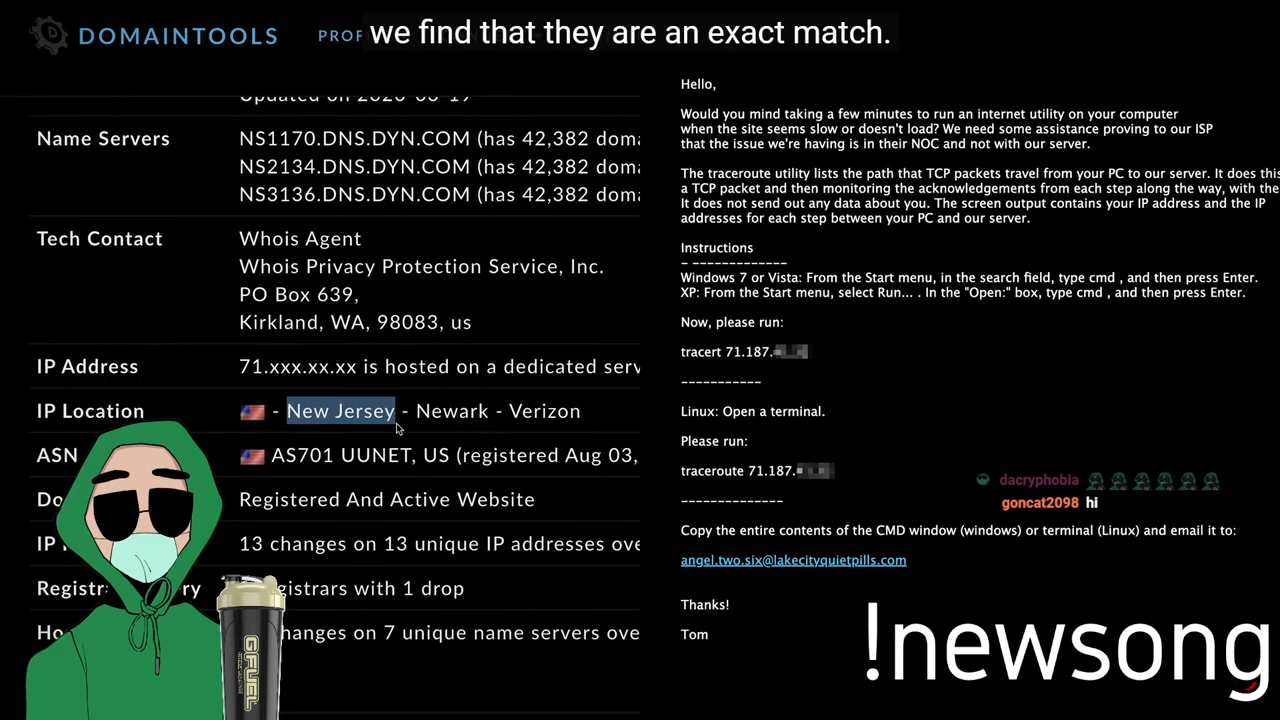 we find that they are an exact match.
DOMAINTOOLS
PROF
Updated on 2020-03-19
Name Servers
NS1170.DNS.DYN.COM (has 42,382 doma
NS2134.DNS.DYN.COM (has 42,382 doma
NS3136.DNS.DYN.COM (has 42,382 doma
Tech Contact
Whois Agent
Whois Privacy Protection Service, Inc.
PO Box 639,
Kirkland, WA, 98083, us
IP Address
71.xxx.xx.xx is hosted on a dedicated serv
IP Location
- New Jersey - Newark - Verizon
ASN
AS701 UUNET, US (registered Aug 03,
Do
Registered And Active Website
IP
13 changes on 13 unique IP addresses ove
Regist
ry
gistrars with 1 drop
Ho
hanges on 7 unique name servers ove
GFUEL
Hello,
Would you mind taking a few minutes to run an internet utility on your computer
when the site seems slow or doesn't load? We need some assistance proving to our ISP
that the issue we're having is in their NOC and not with our server.
The traceroute utility lists the path that TCP packets travel from your PC to our server. It does this
a TCP packet and then monitoring the acknowledgements from each step along the way, with the
It does not send out any data about you. The screen output contains your IP address and the IP
addresses for each step between your PC and our server.
Instructions
- -------------
Windows 7 or Vista: From the Start menu, in the search field, type cmd , and then press Enter.
XP: From the Start menu, select Run... . In the "Open:" box, type cmd , and then press Enter.
Now, please run:
tracert 71.187.
-----------
Linux: Open a terminal.
Please run:
traceroute 71.187.
--------------
Copy the entire contents of the CMD window (windows) or terminal (Linux) and email it to:
angel.two.six@lakecityquietpills.com
Thanks!
Tom
dacryphobia
goncat2098 hi
!newsong